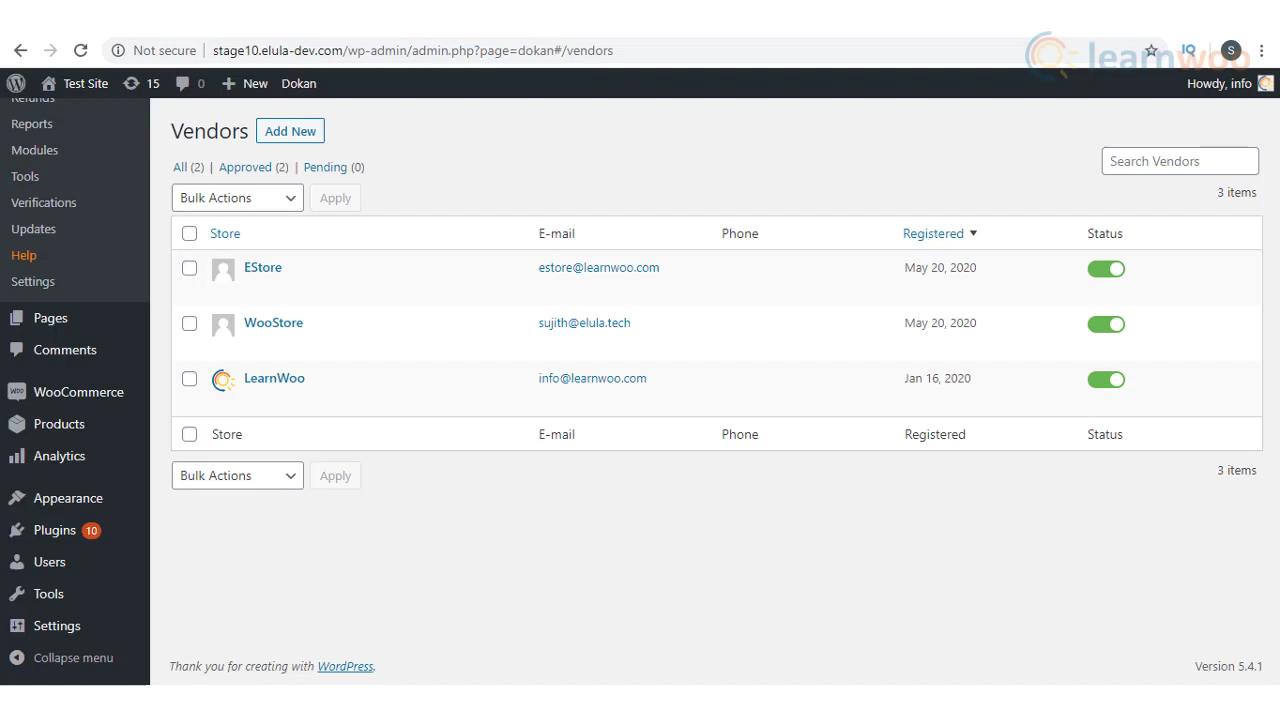 Not secure | stage10.elula-dev.com/wp-admin/admin.php?page=dokan#/vendors
IQ
S
learnwoo
Test Site 15 0 New Dokan
Howdy, info
Refunds
Reports
Modules
Tools
Verifications
Updates
Help
Settings
Pages
Comments
WooCommerce
Products
Analytics
Appearance
Plugins 10
Users
Tools
Settings
Collapse menu
Vendors Add New
All (2) | Approved (2) | Pending (0)
Search Vendors
Bulk Actions Apply
3 items
Store E-mail Phone Registered Status
EStore estore@learnwoo.com May 20, 2020
WooStore sujith@elula.tech May 20, 2020
LearnWoo info@learnwoo.com Jan 16, 2020
Store E-mail Phone Registered Status
Bulk Actions Apply
3 items
Thank you for creating with WordPress.
Version 5.4.1